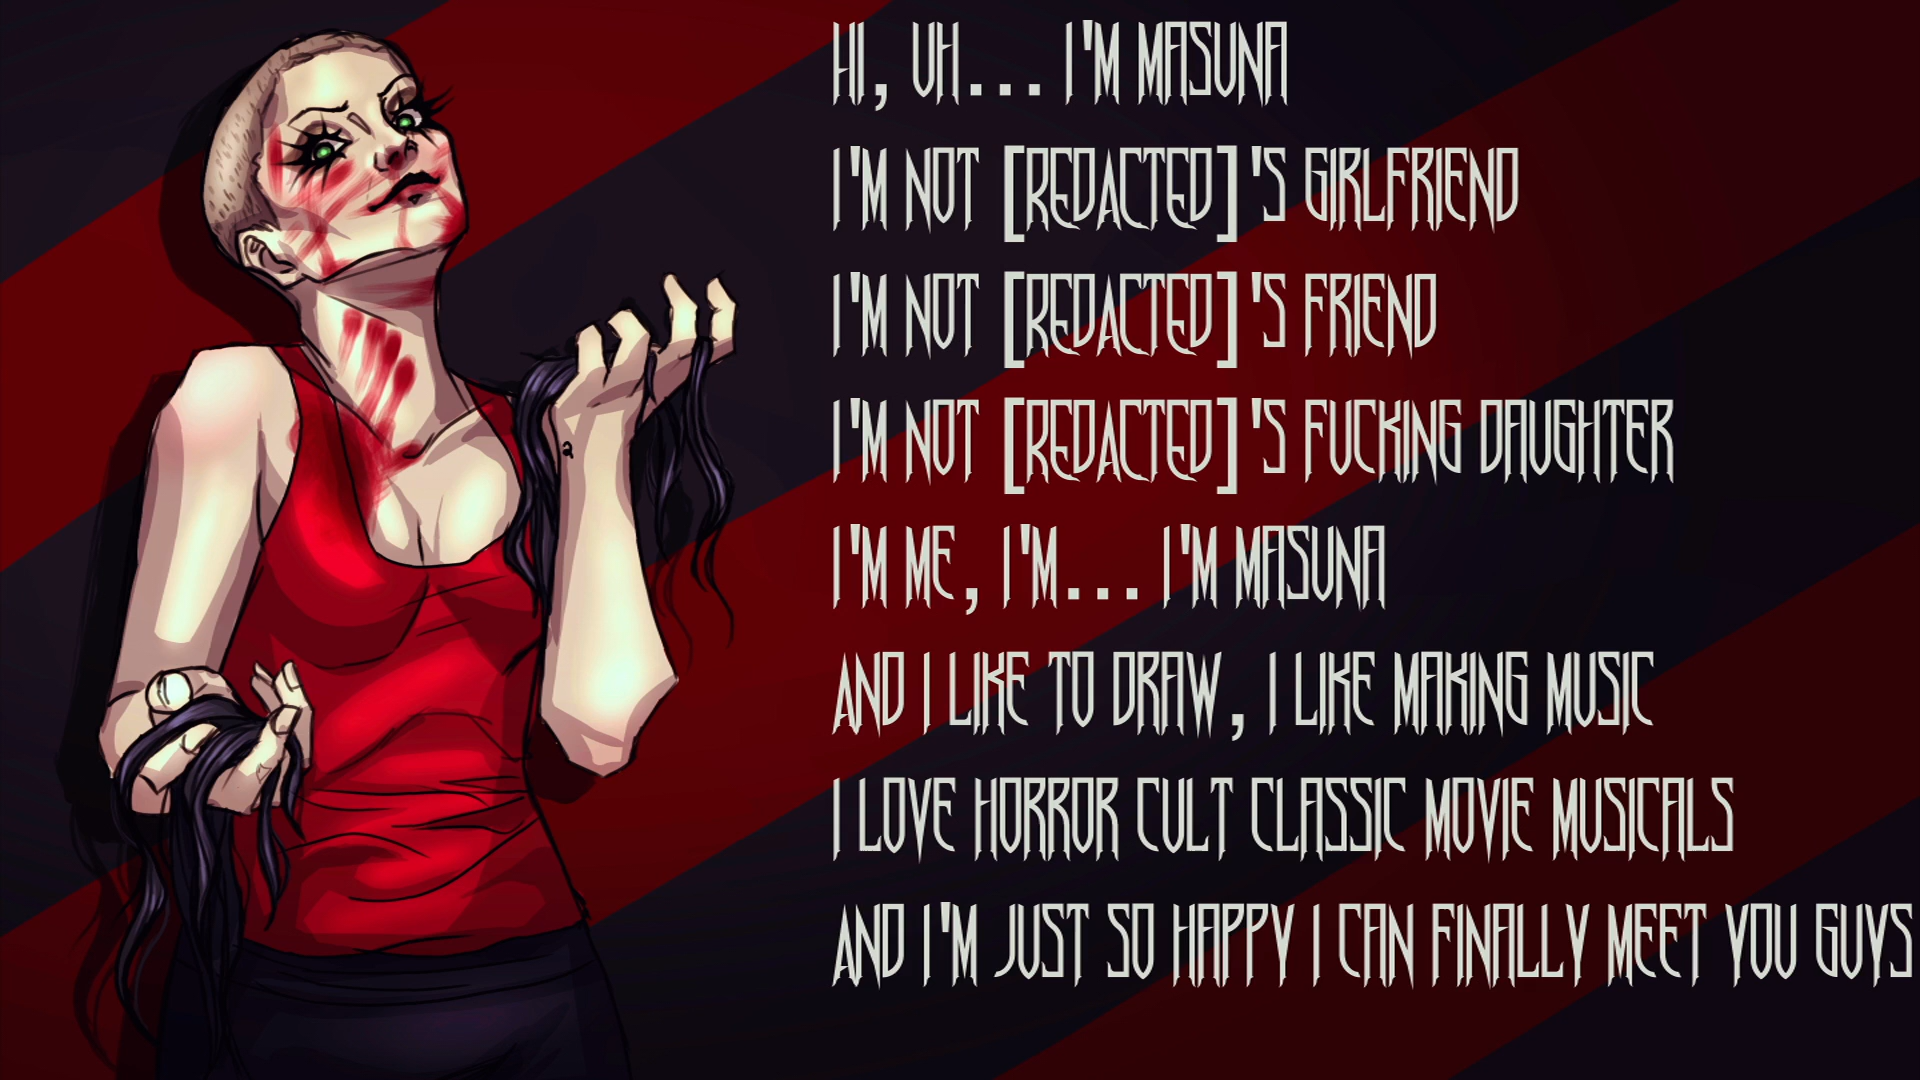 HI, UH... I'M MASUNA
I'M NOT [REDACTED]'S GIRLFRIEND
I'M NOT [REDACTED]'S FRIEND
I'M NOT [REDACTED]'S FUCKING DAUGHTER
I'M ME, I'M... I'M MASUNA
AND I LIKE TO DRAW, I LIKE MAKING MUSIC
I LOVE HORROR CULT CLASSIC MOVIE MUSICALS
AND I'M JUST SO HAPPY I CAN FINALLY MEET YOU GUYS